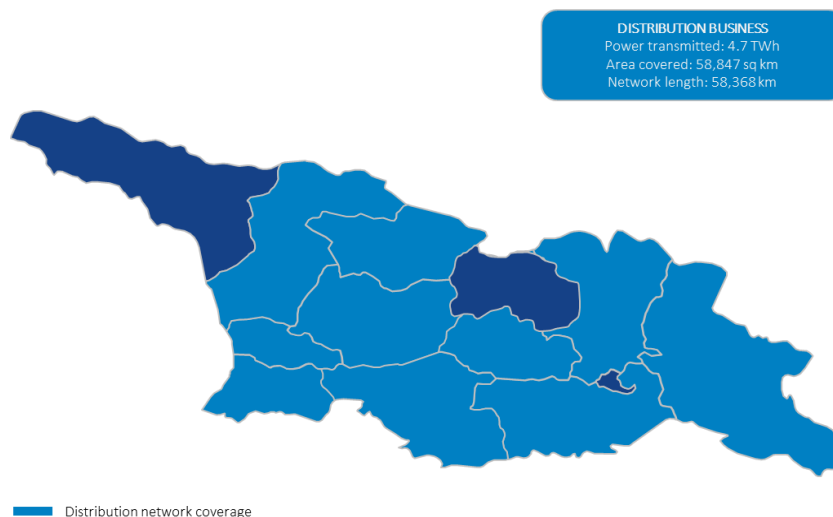 DISTRIBUTION BUSINESS
Power transmitted: 4.7 TWh
Area covered: 58,847 sq km
Network length: 58,368 km
Distribution network coverage